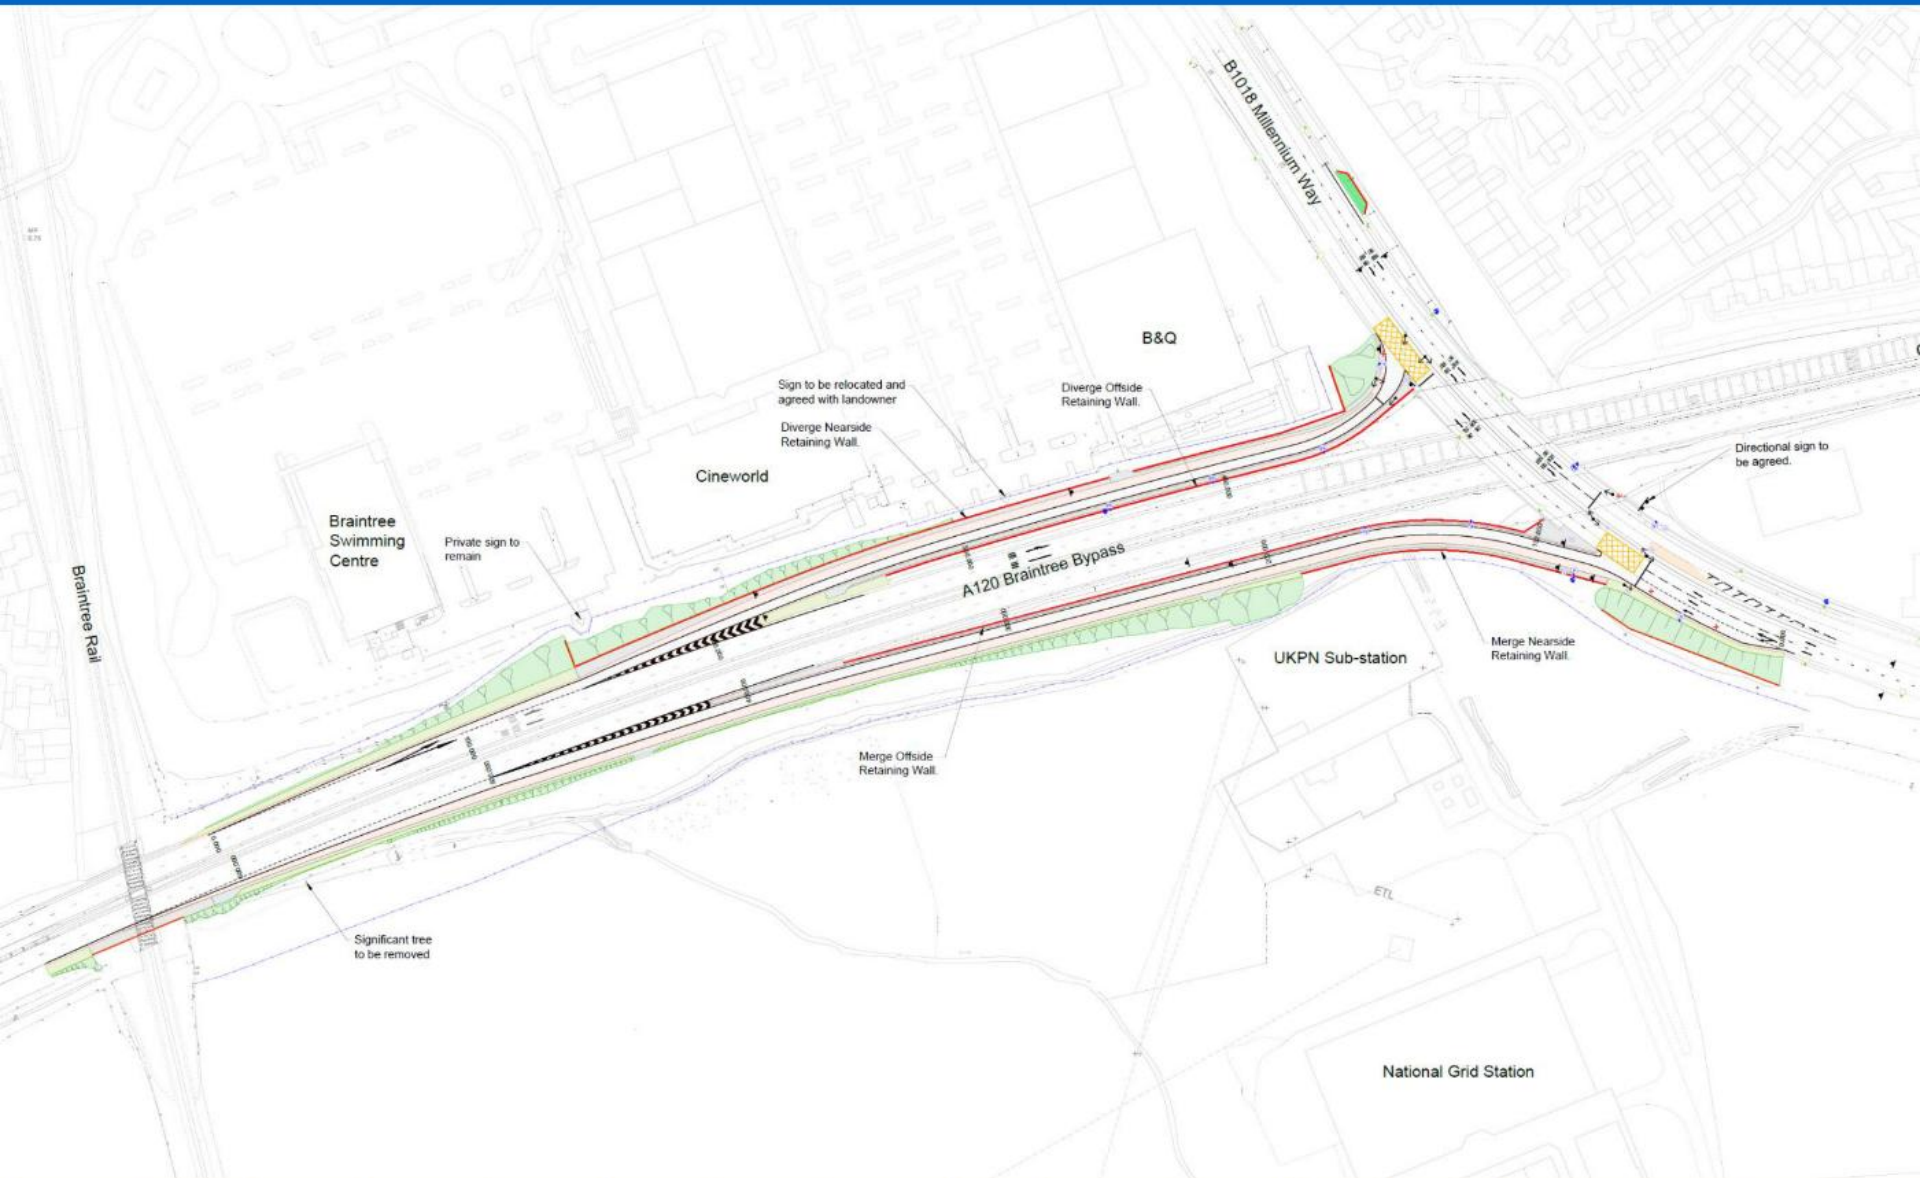 B1018 Millennium Way
B&Q
Sign to be relocated and
agreed with landowner
Diverge Offside
Retaining Wall.
Diverge Nearside
Retaining Wall.
Directional sign to
be agreed.
Cineworld
Braintree
Swimming
Centre
Private sign to
remain
A120 Braintree Bypass
Braintree Rail
UKPN Sub-station
Merge Nearside
Retaining Wall.
Merge Offside
Retaining Wall.
ETL
Significant tree
to be removed
National Grid Station